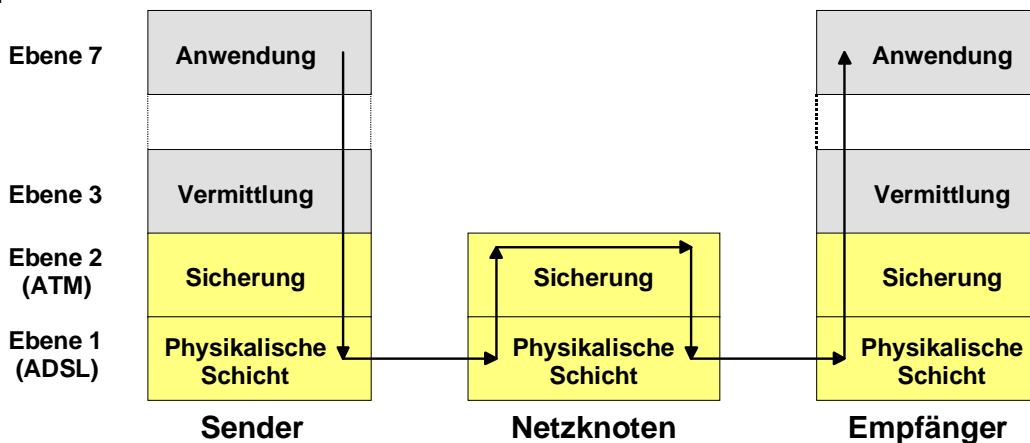 Ebene 7
Anwendung
Anwendung
Ebene 3
Vermittlung
Vermittlung
Ebene 2
(ATM)
Sicherung
Sicherung
Sicherung
Ebene 1
(ADSL)
Physikalische
Schicht
Physikalische
Schicht
Physikalische
Schicht
Sender
Netzknoten
Empfänger